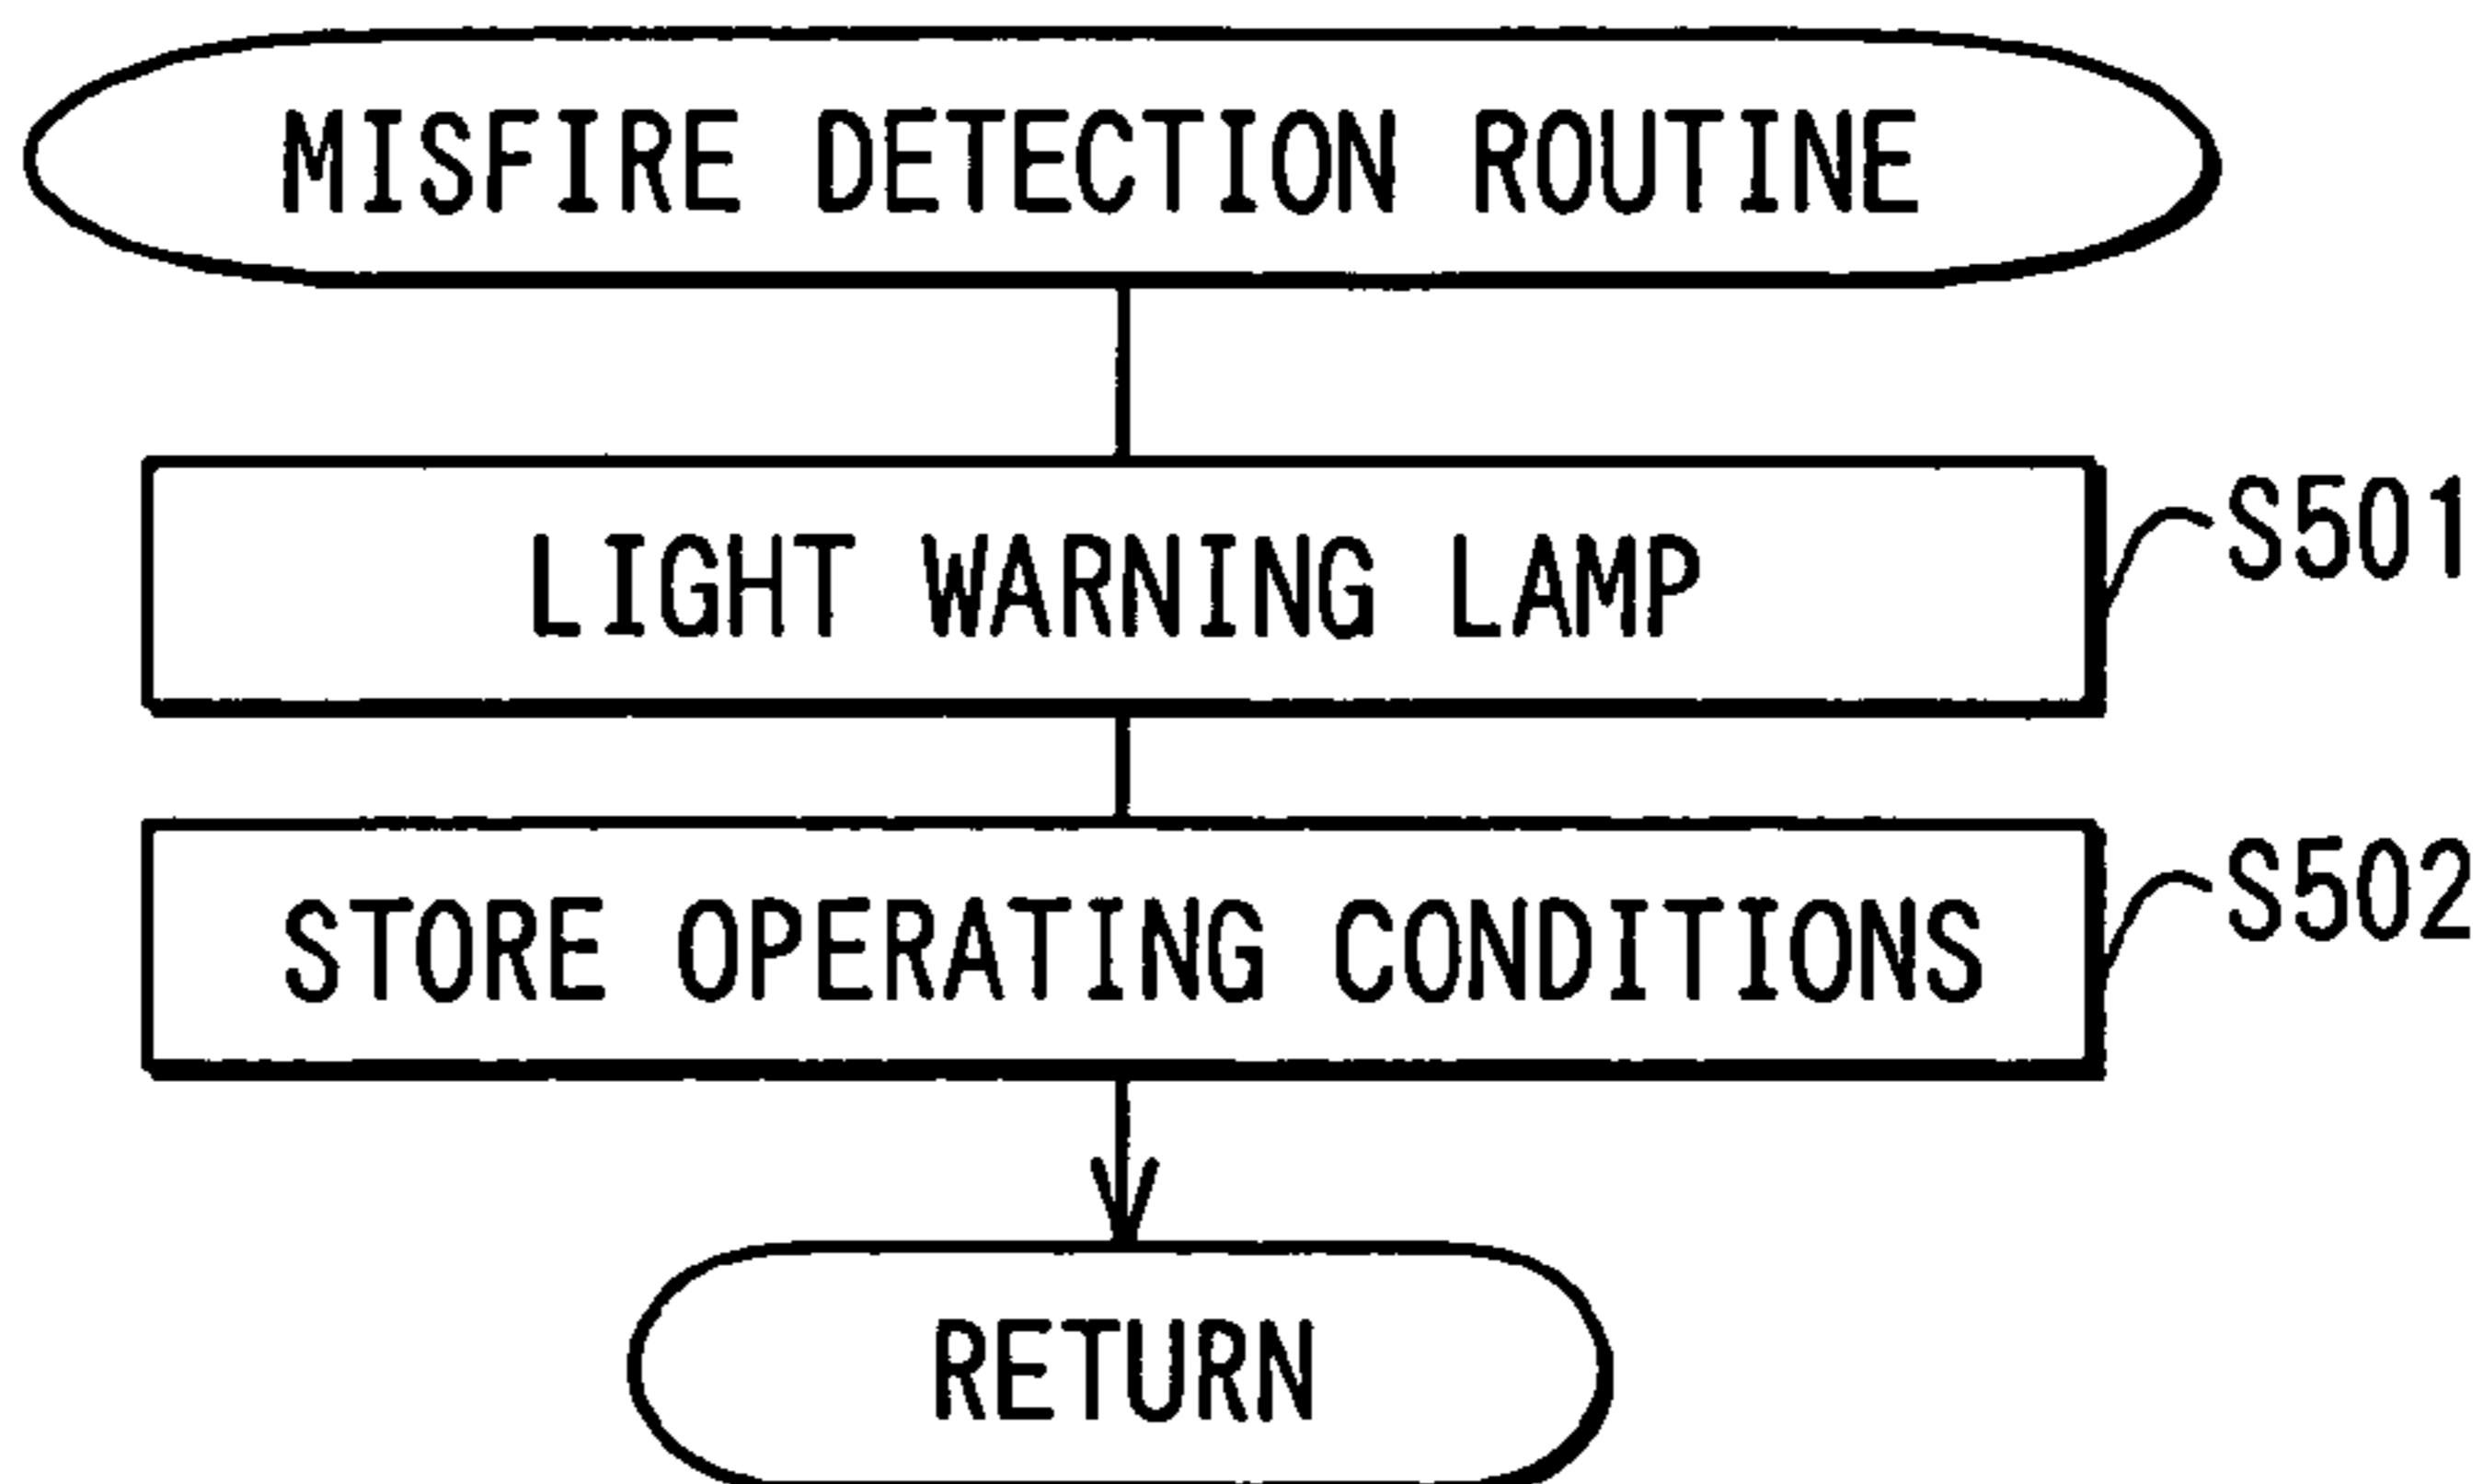 MISFIRE DETECTION ROUTINE
LIGHT WARNING LAMP
S501
STORE OPERATING CONDITIONS
S502
RETURN